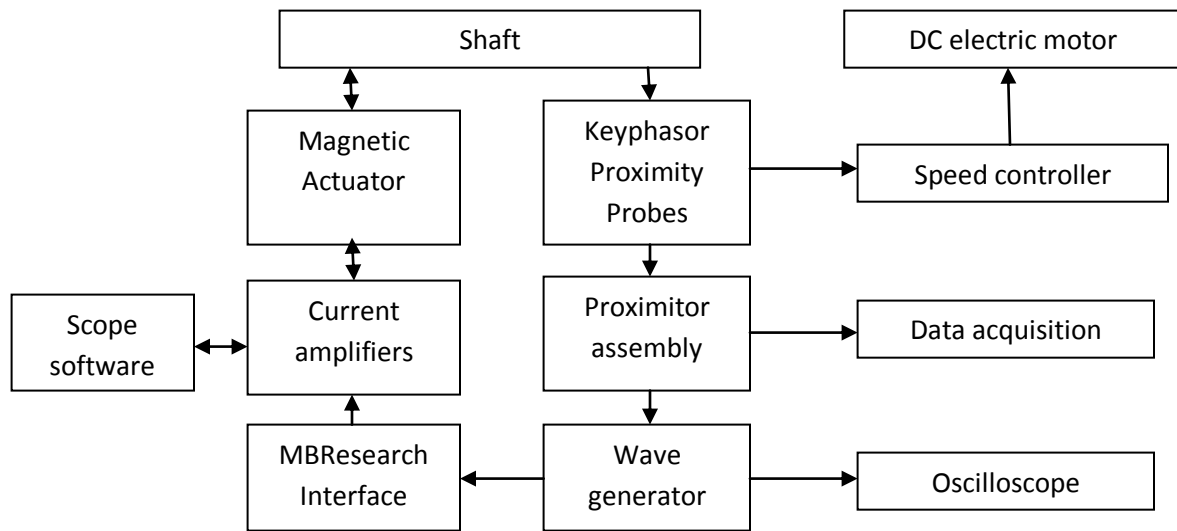 Shaft
DC electric motor
Magnetic
Actuator
Keyphasor
Proximity
Probes
Speed controller
Scope
software
Current
amplifiers
Proximitor
assembly
Data acquisition
MBResearch
Interface
Wave
generator
Oscilloscope